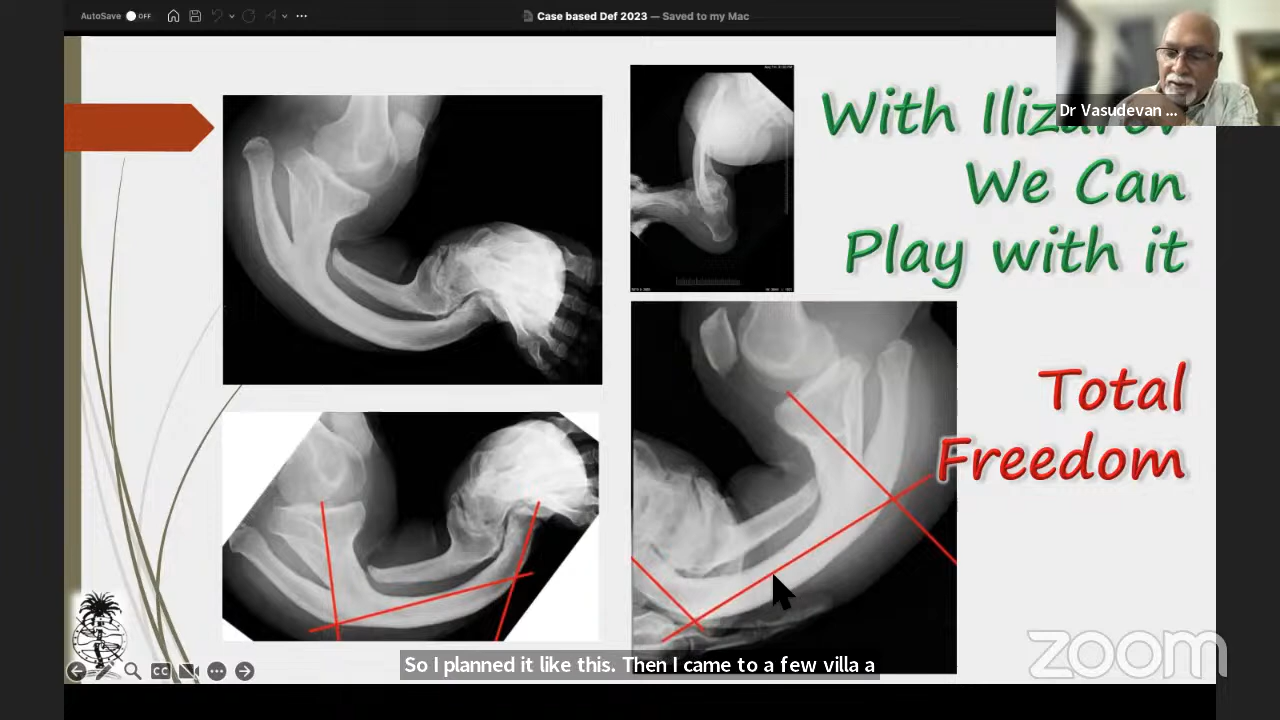 AutoSave OFF
Case based Def 2023 — Saved to my Mac
Dr Vasudevan ...
With Ilizarov
We Can
Play with it
Total
Freedom
So I planned it like this. Then I came to a few villa a
CC
zoom